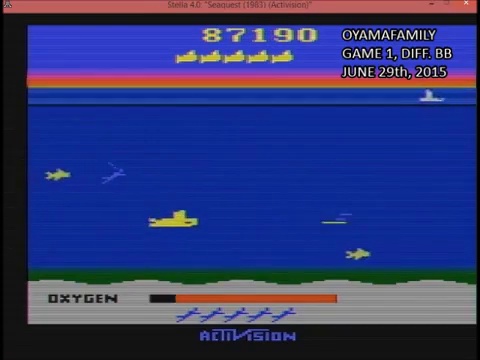 Stella 4.0: "Seaquest (1983) (Activision)"
87190
OYAMAFAMILY
GAME 1, DIFF. BB
JUNE 29th, 2015
OXYGEN
ACTIVISION